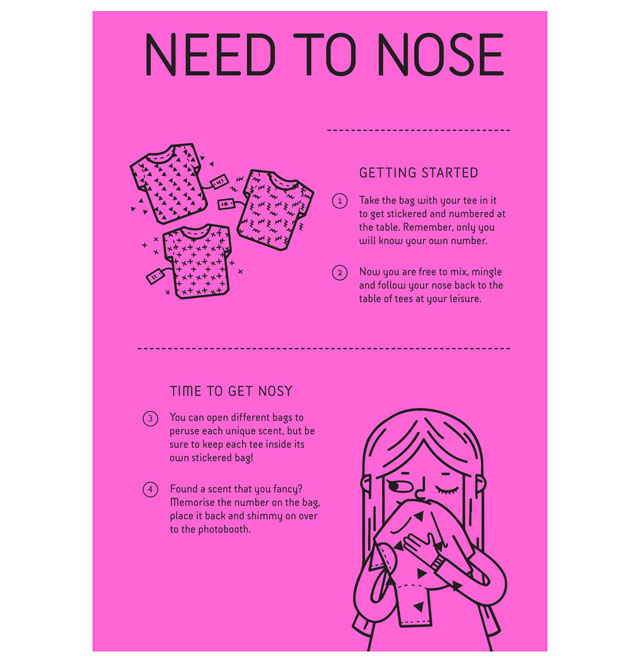 NEED TO NOSE
GETTING STARTED
1 Take the bag with your tee in it
to get stickered and numbered at
the table. Remember, only you
will know your own number.
2 Now you are free to mix, mingle
and follow your nose back to the
table of tees at your leisure.
TIME TO GET NOSY
3 You can open different bags to
peruse each unique scent, but be
sure to keep each tee inside its
own stickered bag!
4 Found a scent that you fancy?
Memorise the number on the bag,
place it back and shimmy on over
to the photobooth.